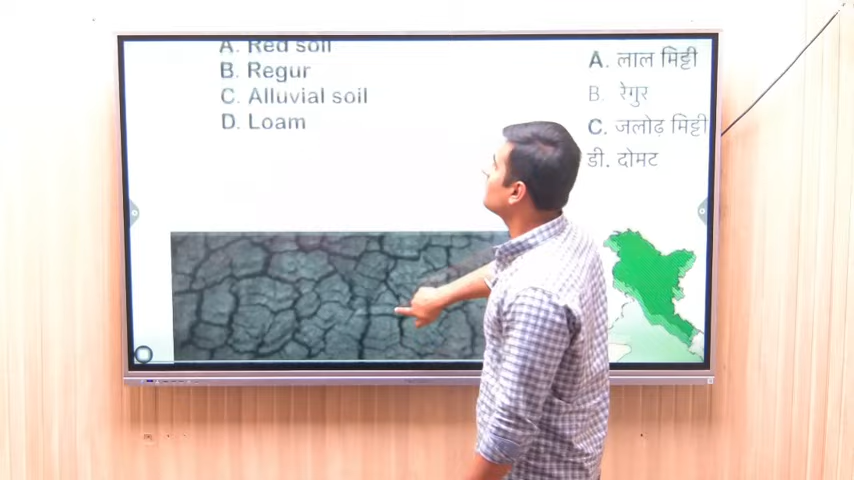 A. Red soil
B. Regur
C. Alluvial soil
D. Loam
A. लाल मिट्टी
B. रेगुर
C. जलोढ़ मिट्टी
डी. दोमट